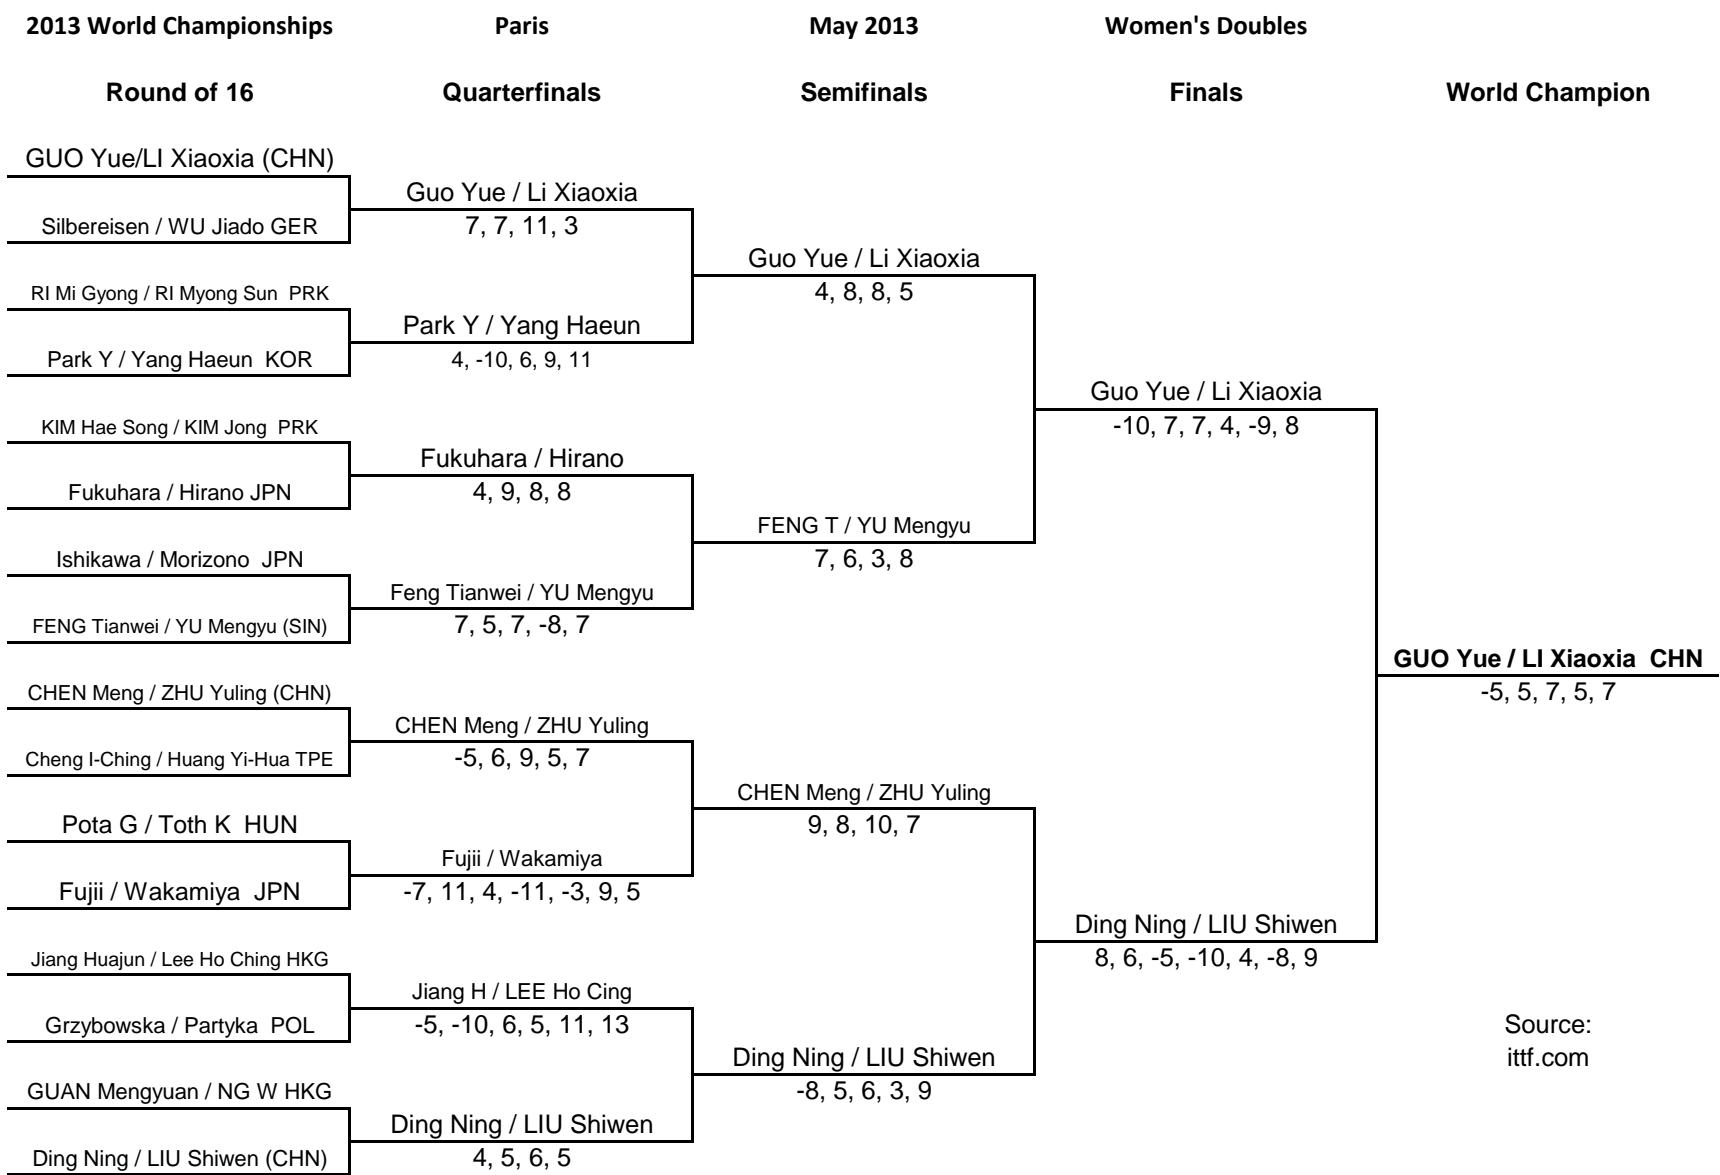 2013 World Championships Paris May 2013 Women's Doubles
Round of 16 Quarterfinals Semifinals Finals World Champion
GUO Yue/LI Xiaoxia (CHN)
Silbereisen / WU Jiado GER
RI Mi Gyong / RI Myong Sun PRK
Park Y / Yang Haeun KOR
KIM Hae Song / KIM Jong PRK
Fukuhara / Hirano JPN
Ishikawa / Morizono JPN
FENG Tianwei / YU Mengyu (SIN)
CHEN Meng / ZHU Yuling (CHN)
Cheng I-Ching / Huang Yi-Hua TPE
Pota G / Toth K HUN
Fujii / Wakamiya JPN
Jiang Huajun / Lee Ho Ching HKG
Grzybowska / Partyka POL
GUAN Mengyuan / NG W HKG
Ding Ning / LIU Shiwen (CHN)
Guo Yue / Li Xiaoxia
7, 7, 11, 3
Park Y / Yang Haeun
4, -10, 6, 9, 11
Fukuhara / Hirano
4, 9, 8, 8
Feng Tianwei / YU Mengyu
7, 5, 7, -8, 7
CHEN Meng / ZHU Yuling
-5, 6, 9, 5, 7
Fujii / Wakamiya
-7, 11, 4, -11, -3, 9, 5
Jiang H / LEE Ho Cing
-5, -10, 6, 5, 11, 13
Ding Ning / LIU Shiwen
4, 5, 6, 5
Guo Yue / Li Xiaoxia
4, 8, 8, 5
FENG T / YU Mengyu
7, 6, 3, 8
CHEN Meng / ZHU Yuling
9, 8, 10, 7
Ding Ning / LIU Shiwen
-8, 5, 6, 3, 9
Guo Yue / Li Xiaoxia
-10, 7, 7, 4, -9, 8
Ding Ning / LIU Shiwen
8, 6, -5, -10, 4, -8, 9
GUO Yue / LI Xiaoxia CHN
-5, 5, 7, 5, 7
Source:
ittf.com